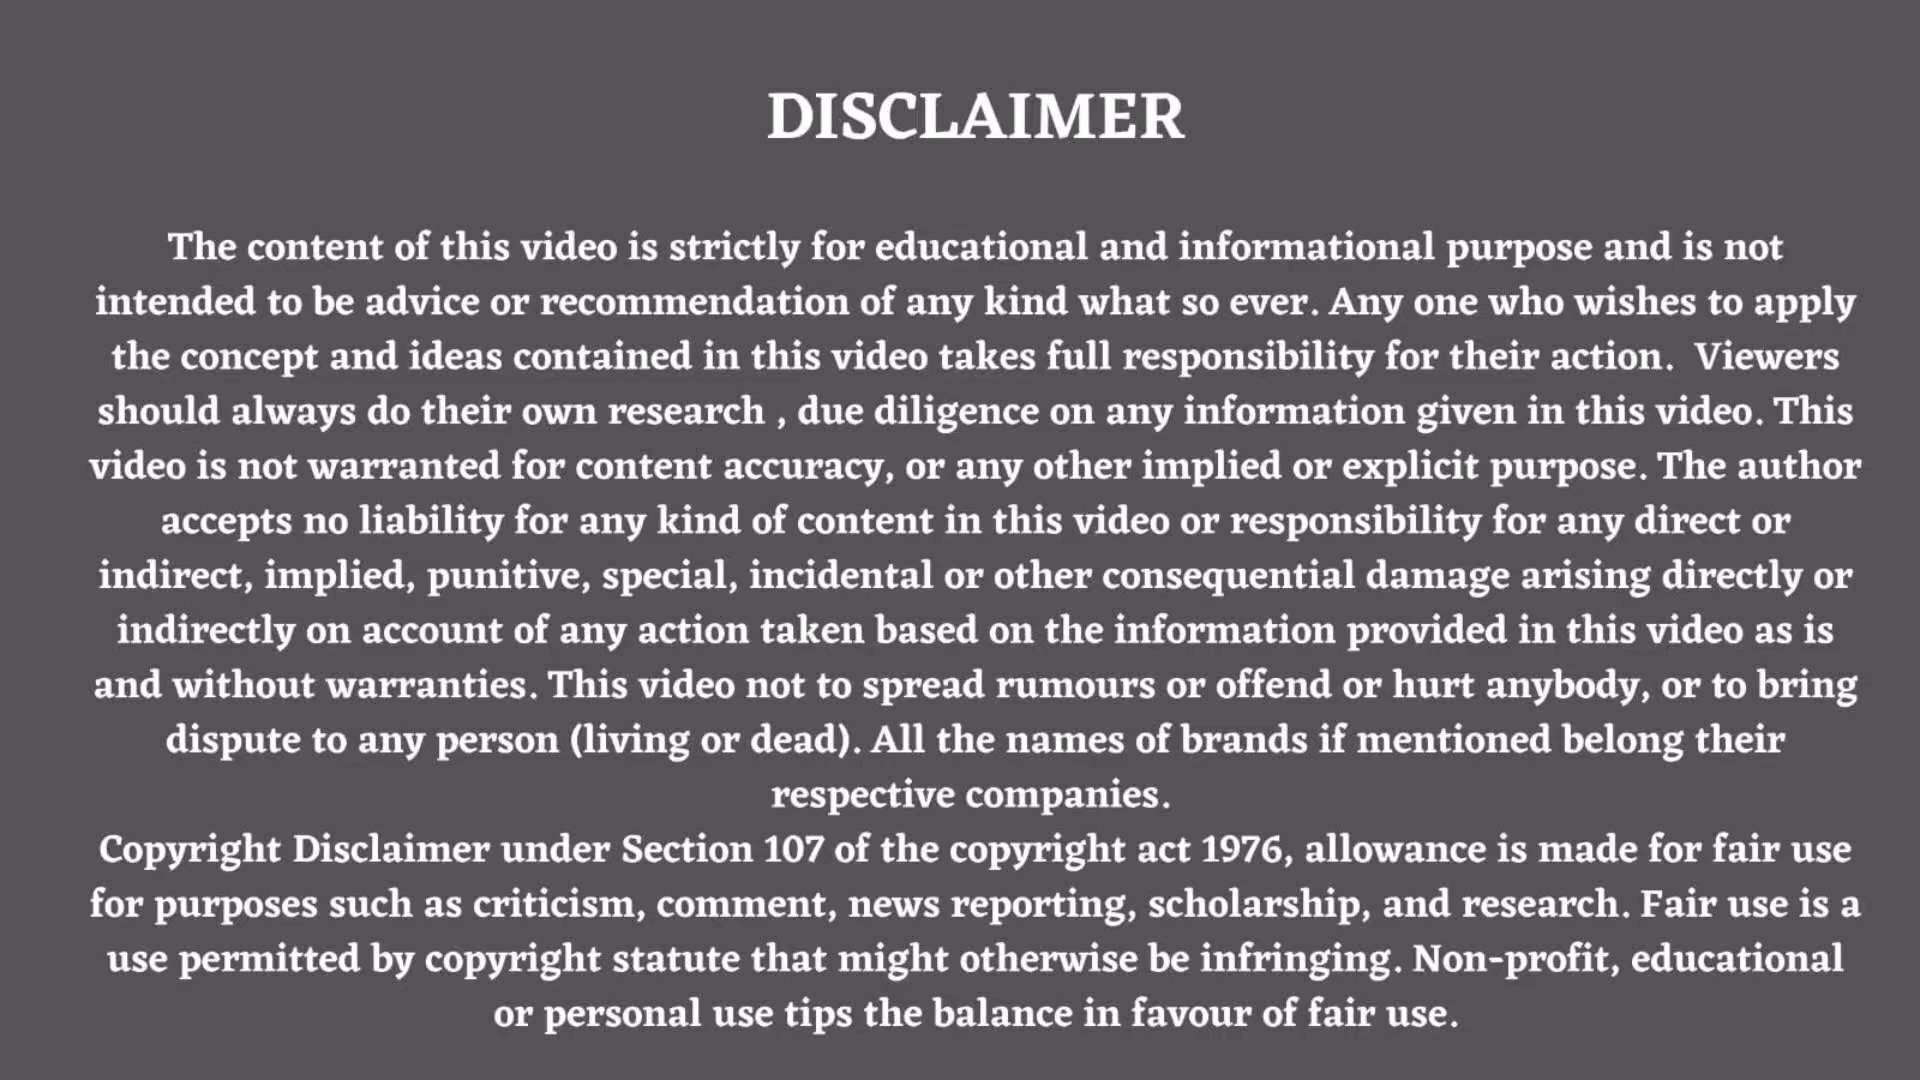 DISCLAIMER
The content of this video is strictly for educational and informational purpose and is not
intended to be advice or recommendation of any kind what so ever. Any one who wishes to apply
the concept and ideas contained in this video takes full responsibility for their action.  Viewers
should always do their own research , due diligence on any information given in this video. This
video is not warranted for content accuracy, or any other implied or explicit purpose. The author
accepts no liability for any kind of content in this video or responsibility for any direct or
indirect, implied, punitive, special, incidental or other consequential damage arising directly or
indirectly on account of any action taken based on the information provided in this video as is
and without warranties. This video not to spread rumours or offend or hurt anybody, or to bring
dispute to any person (living or dead). All the names of brands if mentioned belong their
respective companies.
Copyright Disclaimer under Section 107 of the copyright act 1976, allowance is made for fair use
for purposes such as criticism, comment, news reporting, scholarship, and research. Fair use is a
use permitted by copyright statute that might otherwise be infringing. Non-profit, educational
or personal use tips the balance in favour of fair use.